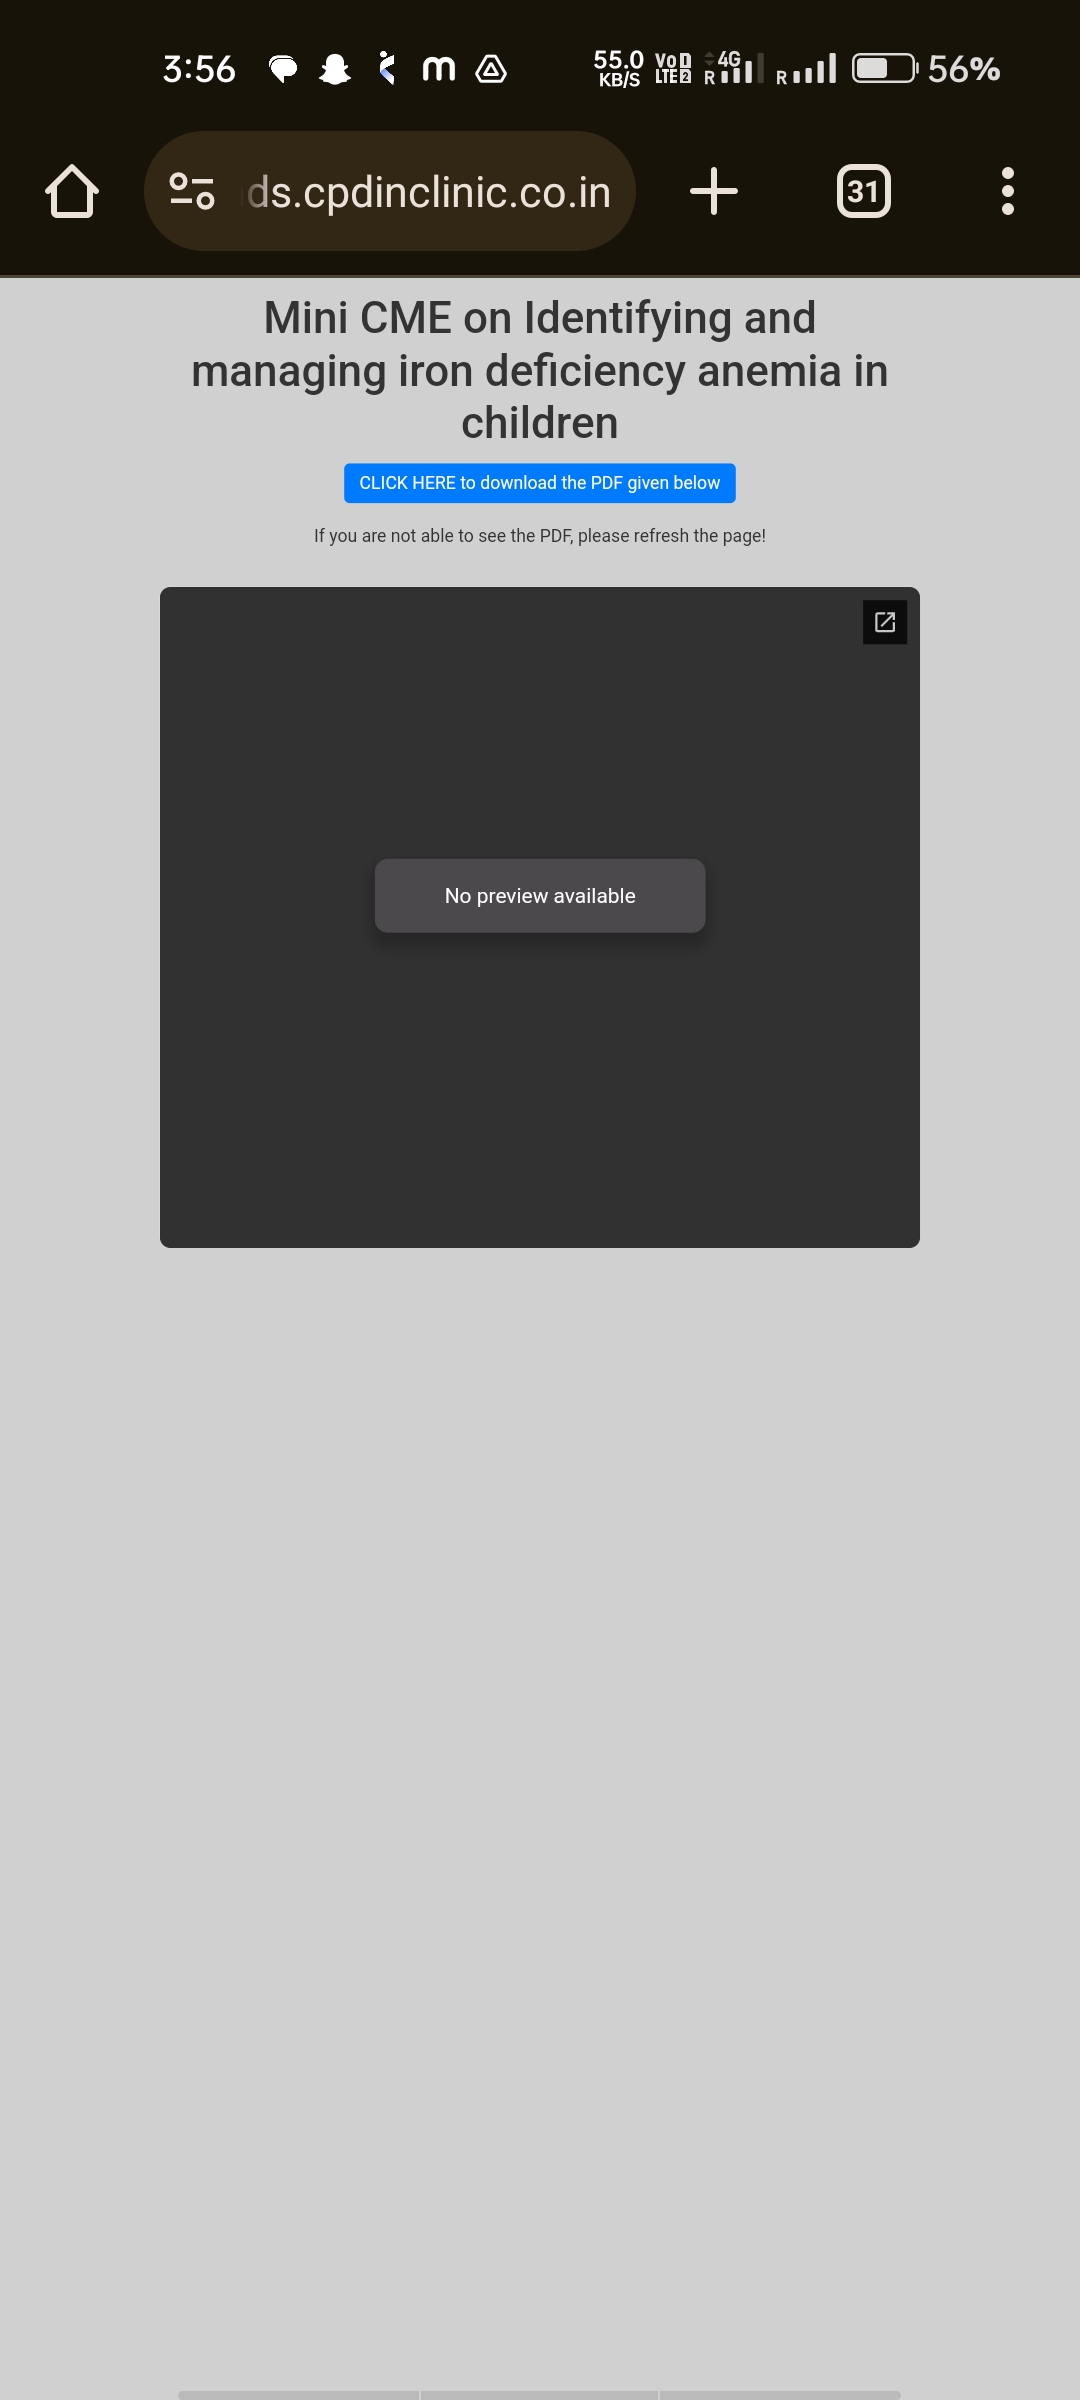 3:56 m 55.0 KB/S VoD LTE 2 4G R R 56%
ds.cpdinclinic.co.in 31
Mini CME on Identifying and
managing iron deficiency anemia in
children
CLICK HERE to download the PDF given below
If you are not able to see the PDF, please refresh the page!
No preview available